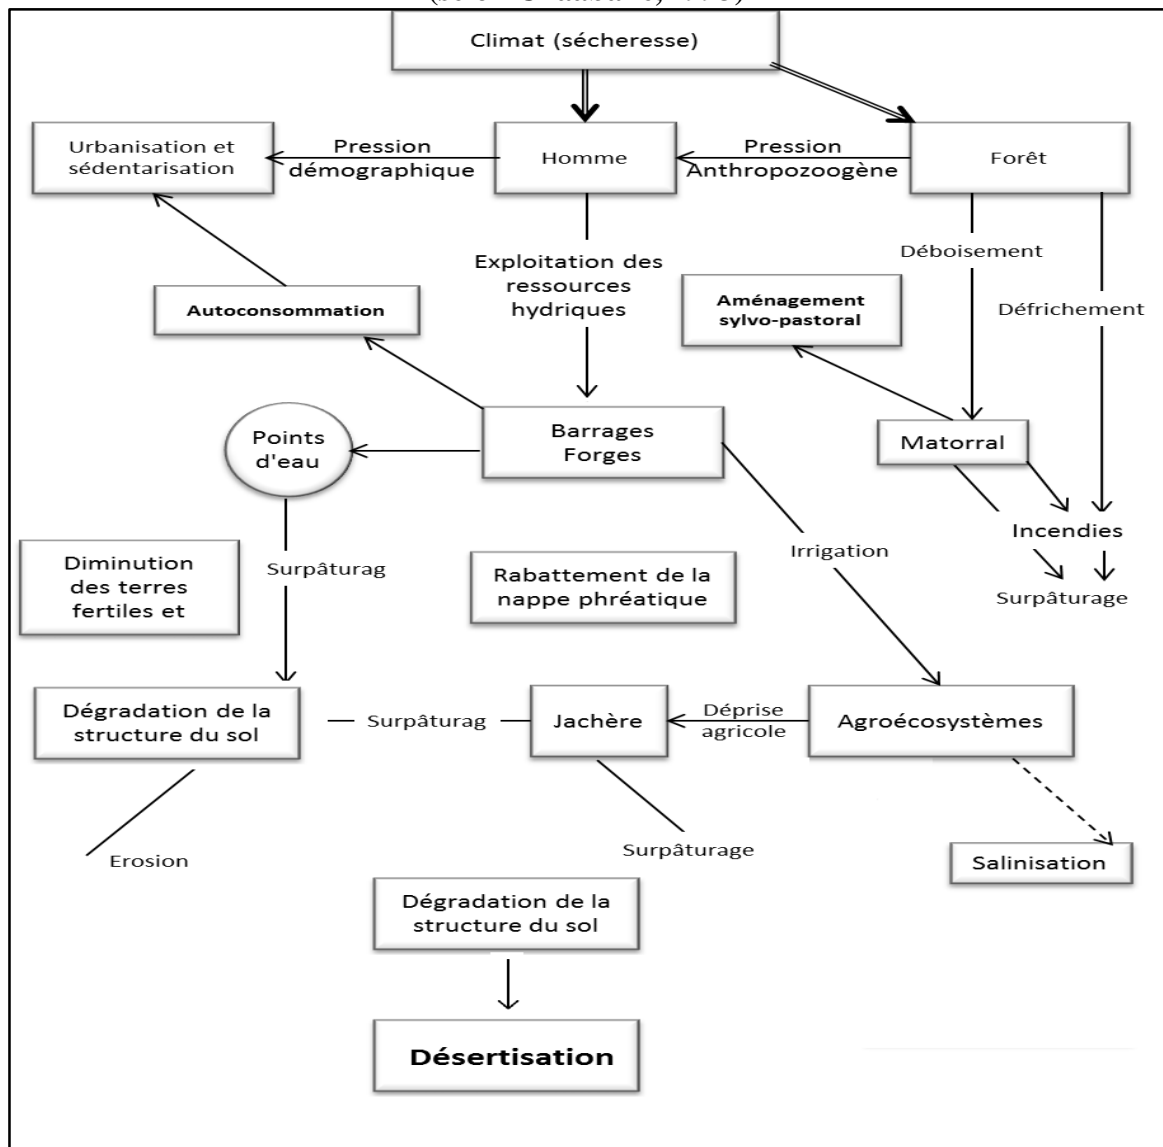 Climat (sécheresse)
Urbanisation et
sédentarisation
Pression
démographique
Homme
Pression
Anthropozoogène
Forêt
Déboisement
Exploitation des
ressources
hydriques
Autoconsommation
Aménagement
sylvo-pastoral
Défrichement
Points
d'eau
Barrages
Forges
Matorral
Incendies
Surpâturage
Diminution
des terres
fertiles et
Surpâturag
Rabattement de la
nappe phréatique
Irrigation
Dégradation de la
structure du sol
Surpâturag
Jachère
Déprise
agricole
Agroécosystèmes
Erosion
Surpâturage
Salinisation
Dégradation de la
structure du sol
Désertisation